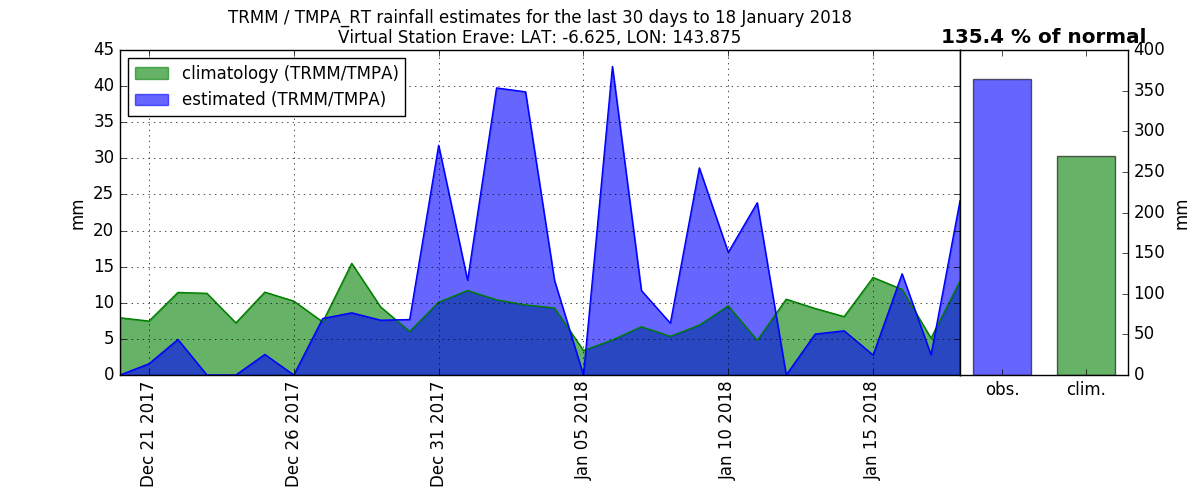 TRMM / TMPA_RT rainfall estimates for the last 30 days to 18 January 2018
Virtual Station Erave: LAT: -6.625, LON: 143.875
135.4 % of normal
climatology (TRMM/TMPA)
estimated (TRMM/TMPA)
45
40
35
30
25
20
15
10
5
0
mm
Dec 21 2017
Dec 26 2017
Dec 31 2017
Jan 05 2018
Jan 10 2018
Jan 15 2018
obs.
clim.
400
350
300
250
200
150
100
50
0
mm